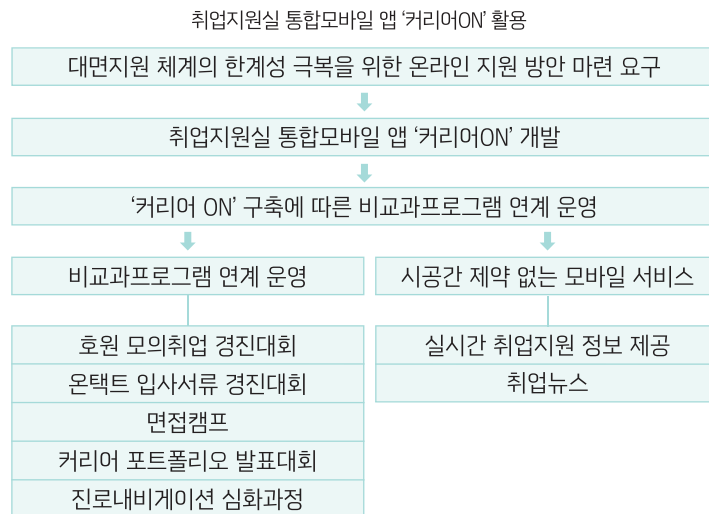 취업지원실 통합모바일 앱 ‘커리어ON’ 활용
대면지원 체계의 한계성 극복을 위한 온라인 지원 방안 마련 요구
취업지원실 통합모바일 앱 ‘커리어ON’ 개발
‘커리어 ON’ 구축에 따른 비교과프로그램 연계 운영
비교과프로그램 연계 운영
호원 모의취업 경진대회
온택트 입사서류 경진대회
면접캠프
커리어 포트폴리오 발표대회
진로내비게이션 심화과정
시공간 제약 없는 모바일 서비스
실시간 취업지원 정보 제공
취업뉴스